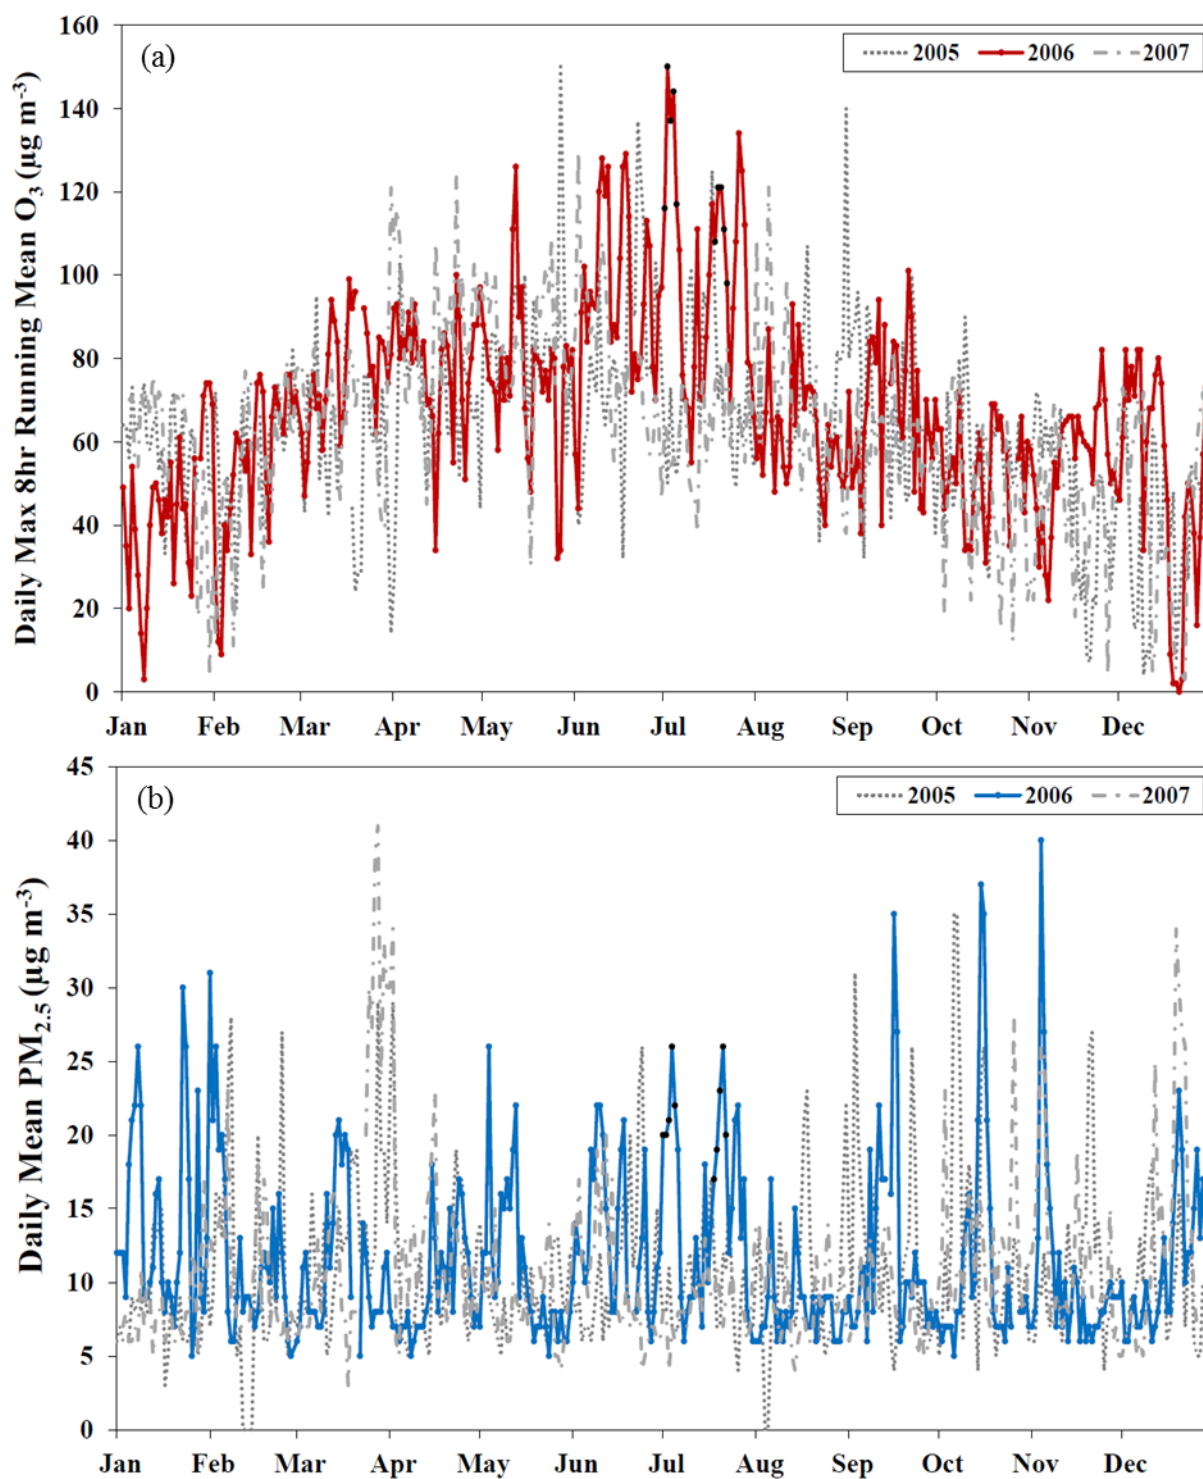 160
140
120
100
80
60
40
20
0
Daily Max 8hr Running Mean O3 (µg m-3)
(a)
2005 2006 2007
Jan Feb Mar Apr May Jun Jul Aug Sep Oct Nov Dec
45
40
35
30
25
20
15
10
5
0
Daily Mean PM2.5 (µg m-3)
(b)
2005 2006 2007
Jan Feb Mar Apr May Jun Jul Aug Sep Oct Nov Dec